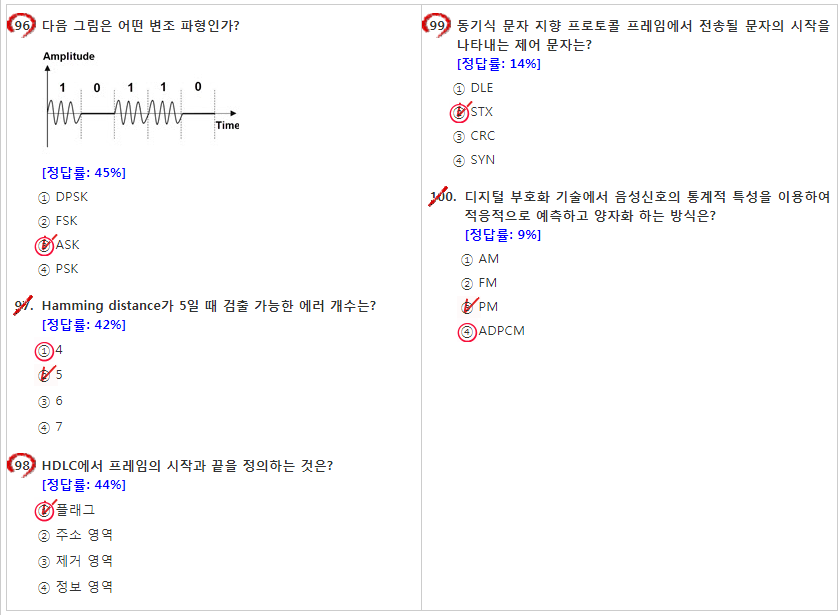 96. 다음 그림은 어떤 변조 파형인가?
Amplitude
1 0 1 1 0
Time
[정답률: 45%]
① DPSK
② FSK
③ ASK
④ PSK
97. Hamming distance가 5일 때 검출 가능한 에러 개수는?
[정답률: 42%]
① 4
② 5
③ 6
④ 7
98. HDLC에서 프레임의 시작과 끝을 정의하는 것은?
[정답률: 44%]
① 플래그
② 주소 영역
③ 제거 영역
④ 정보 영역
99. 동기식 문자 지향 프로토콜 프레임에서 전송될 문자의 시작을
나타내는 제어 문자는?
[정답률: 14%]
① DLE
② STX
③ CRC
④ SYN
100. 디지털 부호화 기술에서 음성신호의 통계적 특성을 이용하여
적응적으로 예측하고 양자화 하는 방식은?
[정답률: 9%]
① AM
② FM
③ PM
④ ADPCM